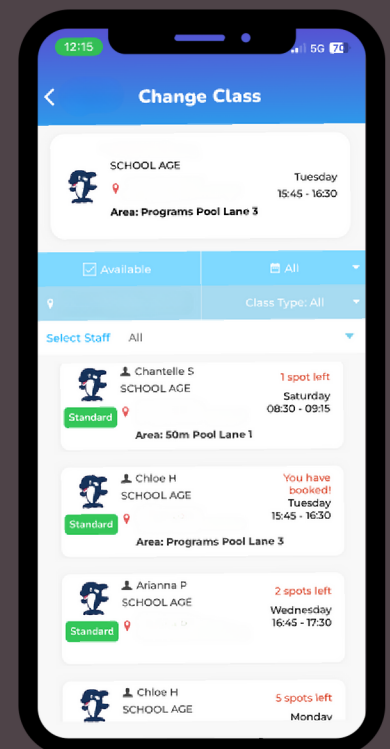 12:15
5G 76
Change Class
SCHOOL AGE
Tuesday
15:45 - 16:30
Area: Programs Pool Lane 3
Available
All
Class Type: All
Select Staff All
Chantelle S
1 spot left
SCHOOL AGE
Saturday
08:30 - 09:15
Standard
Area: 50m Pool Lane 1
Chloe H
You have
booked!
SCHOOL AGE
Tuesday
15:45 - 16:30
Standard
Area: Programs Pool Lane 3
Arianna P
2 spots left
SCHOOL AGE
Wednesday
16:45 - 17:30
Standard
Chloe H
5 spots left
SCHOOL AGE
Monday